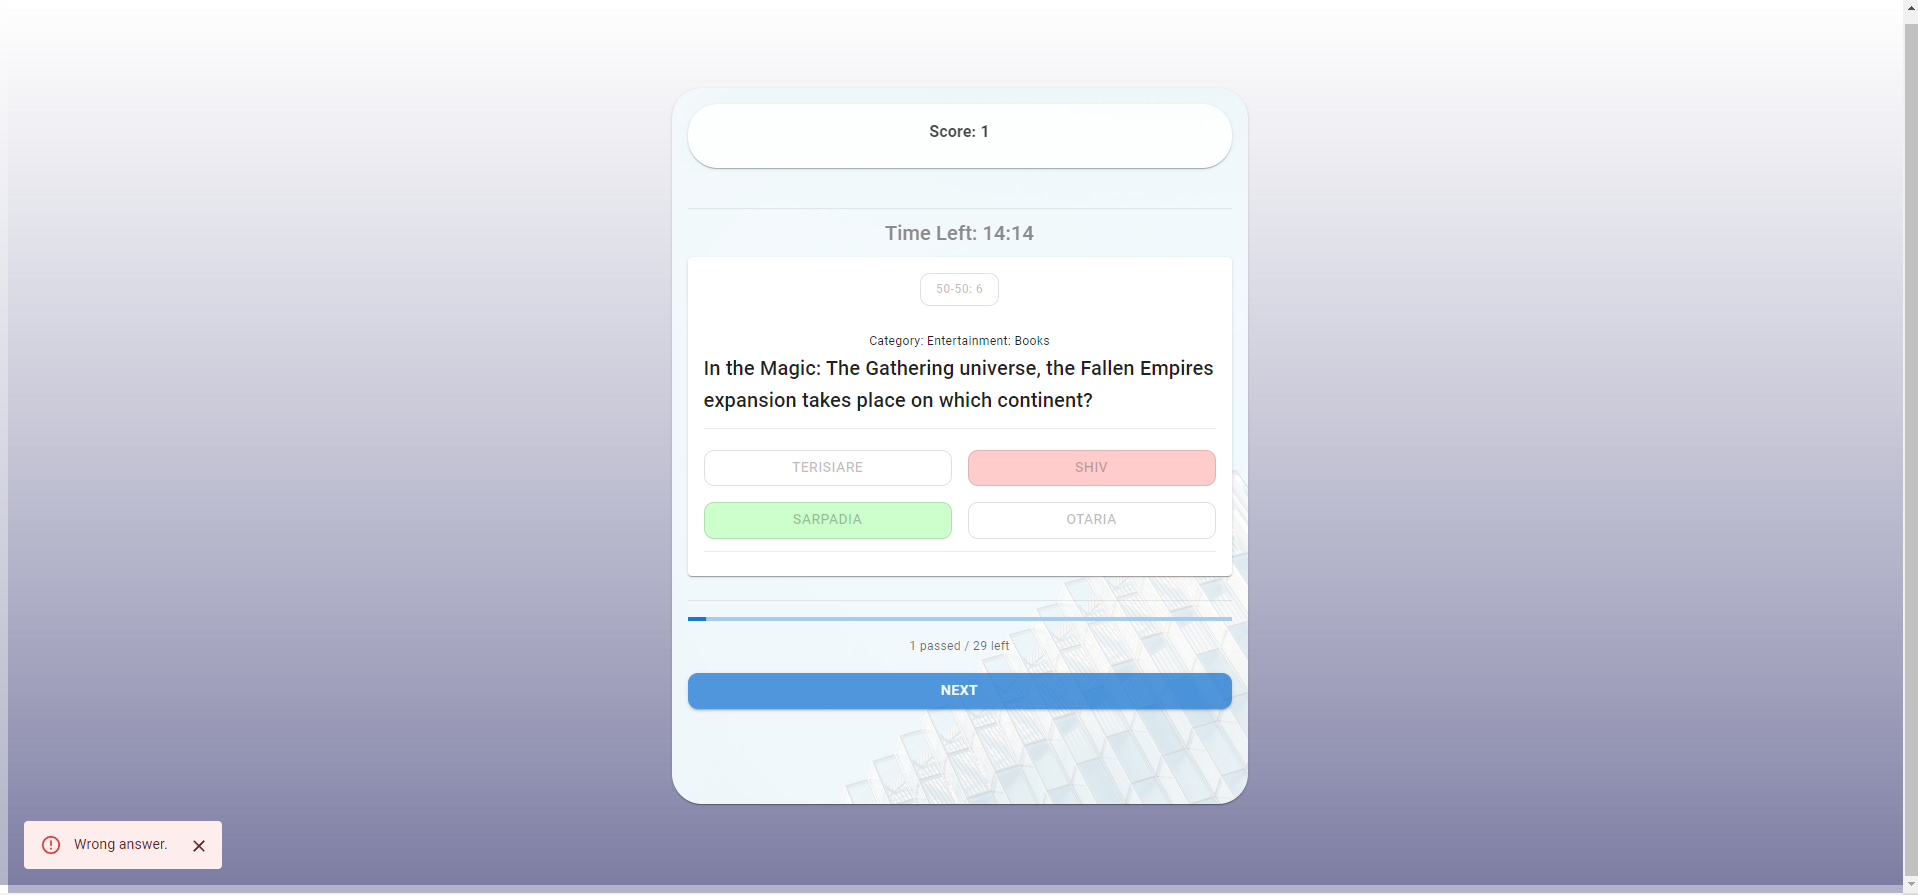 Score: 1
Time Left: 14:14
50-50: 6
Category: Entertainment: Books
In the Magic: The Gathering universe, the Fallen Empires
expansion takes place on which continent?
TERISIARE
SHIV
SARPADIA
OTARIA
1 passed / 29 left
NEXT
Wrong answer.